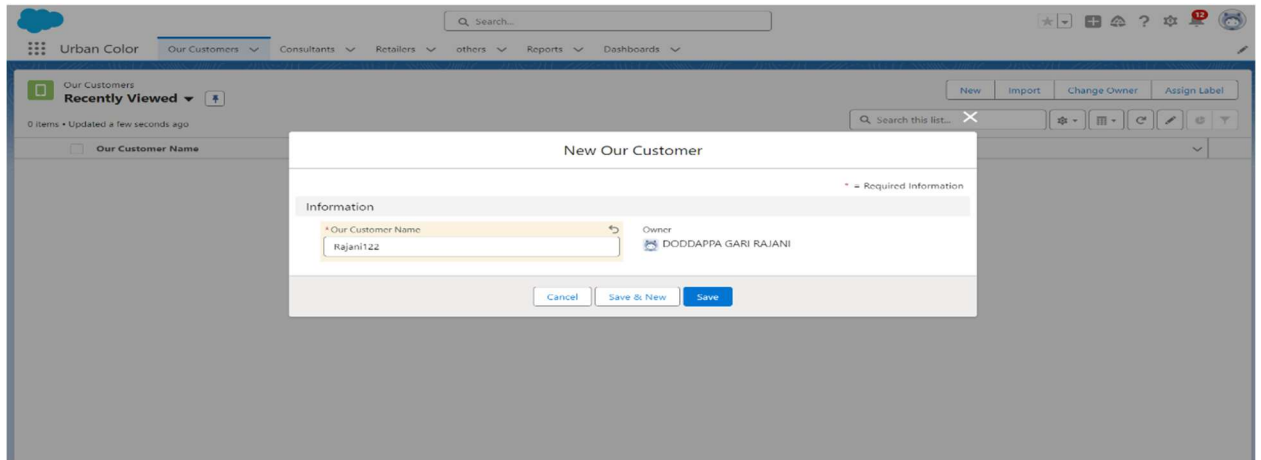 Search...
12
Urban Color Our Customers Consultants Retailers others Reports Dashboards
Our Customers
Recently Viewed
New Import Change Owner Assign Label
0 items • Updated a few seconds ago
Search this list...
Our Customer Name
New Our Customer
* = Required Information
Information
*Our Customer Name
Owner
Rajani122
DODDAPPA GARI RAJANI
Cancel Save & New Save